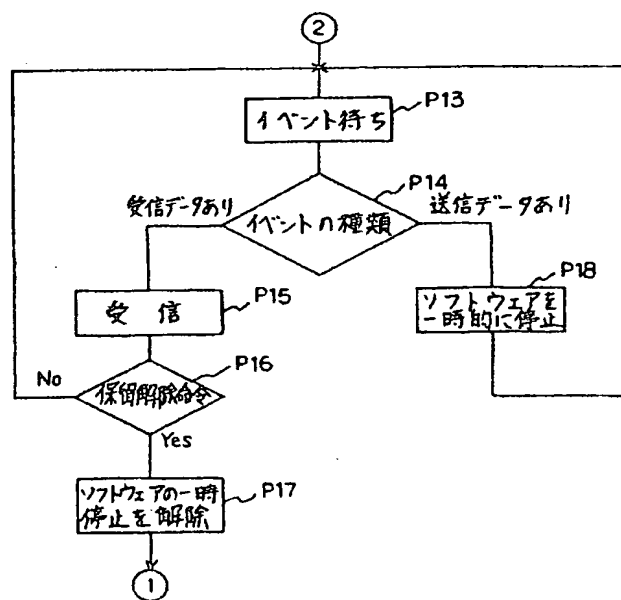 2
イベント待ち
P13
イベントの種類
P14
受信データあり
送信データあり
受信
P15
ソフトウェアを
一時的に停止
P18
保留解除命令
P16
No
Yes
ソフトウェアの一時
停止を解除
P17
1